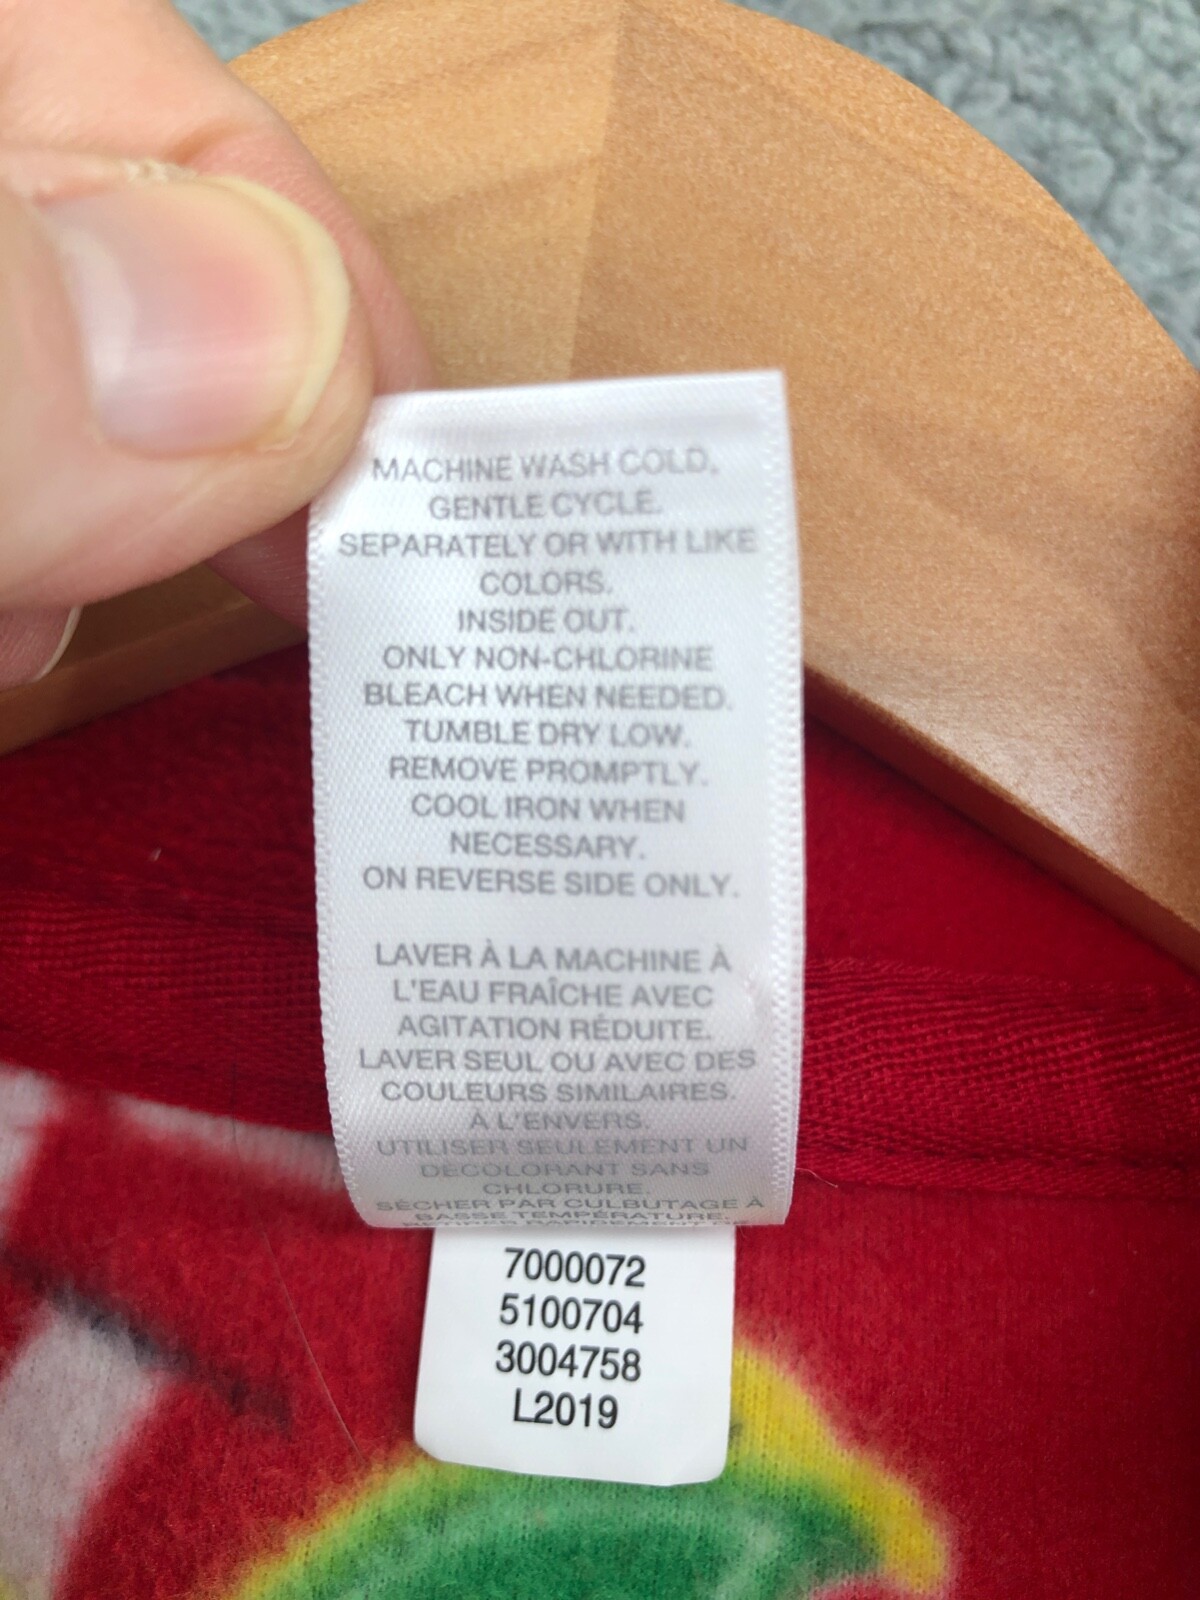 MACHINE WASH COLD.
GENTLE CYCLE.
SEPARATELY OR WITH LIKE
COLORS.
INSIDE OUT.
ONLY NON-CHLORINE
BLEACH WHEN NEEDED.
TUMBLE DRY LOW.
REMOVE PROMPTLY.
COOL IRON WHEN
NECESSARY.
ON REVERSE SIDE ONLY.
LAVER À LA MACHINE À
L'EAU FRAÎCHE AVEC
AGITATION RÉDUITE.
LAVER SEUL OU AVEC DES
COULEURS SIMILAIRES.
À L'ENVERS.
UTILISER SEULEMENT UN
DÉCOLORANT SANS
CHLORURE.
SÉCHER PAR CULBUTAGE À
BASSE TEMPÉRATURE.
RAPIDEMENT
7000072
5100704
3004758
L2019